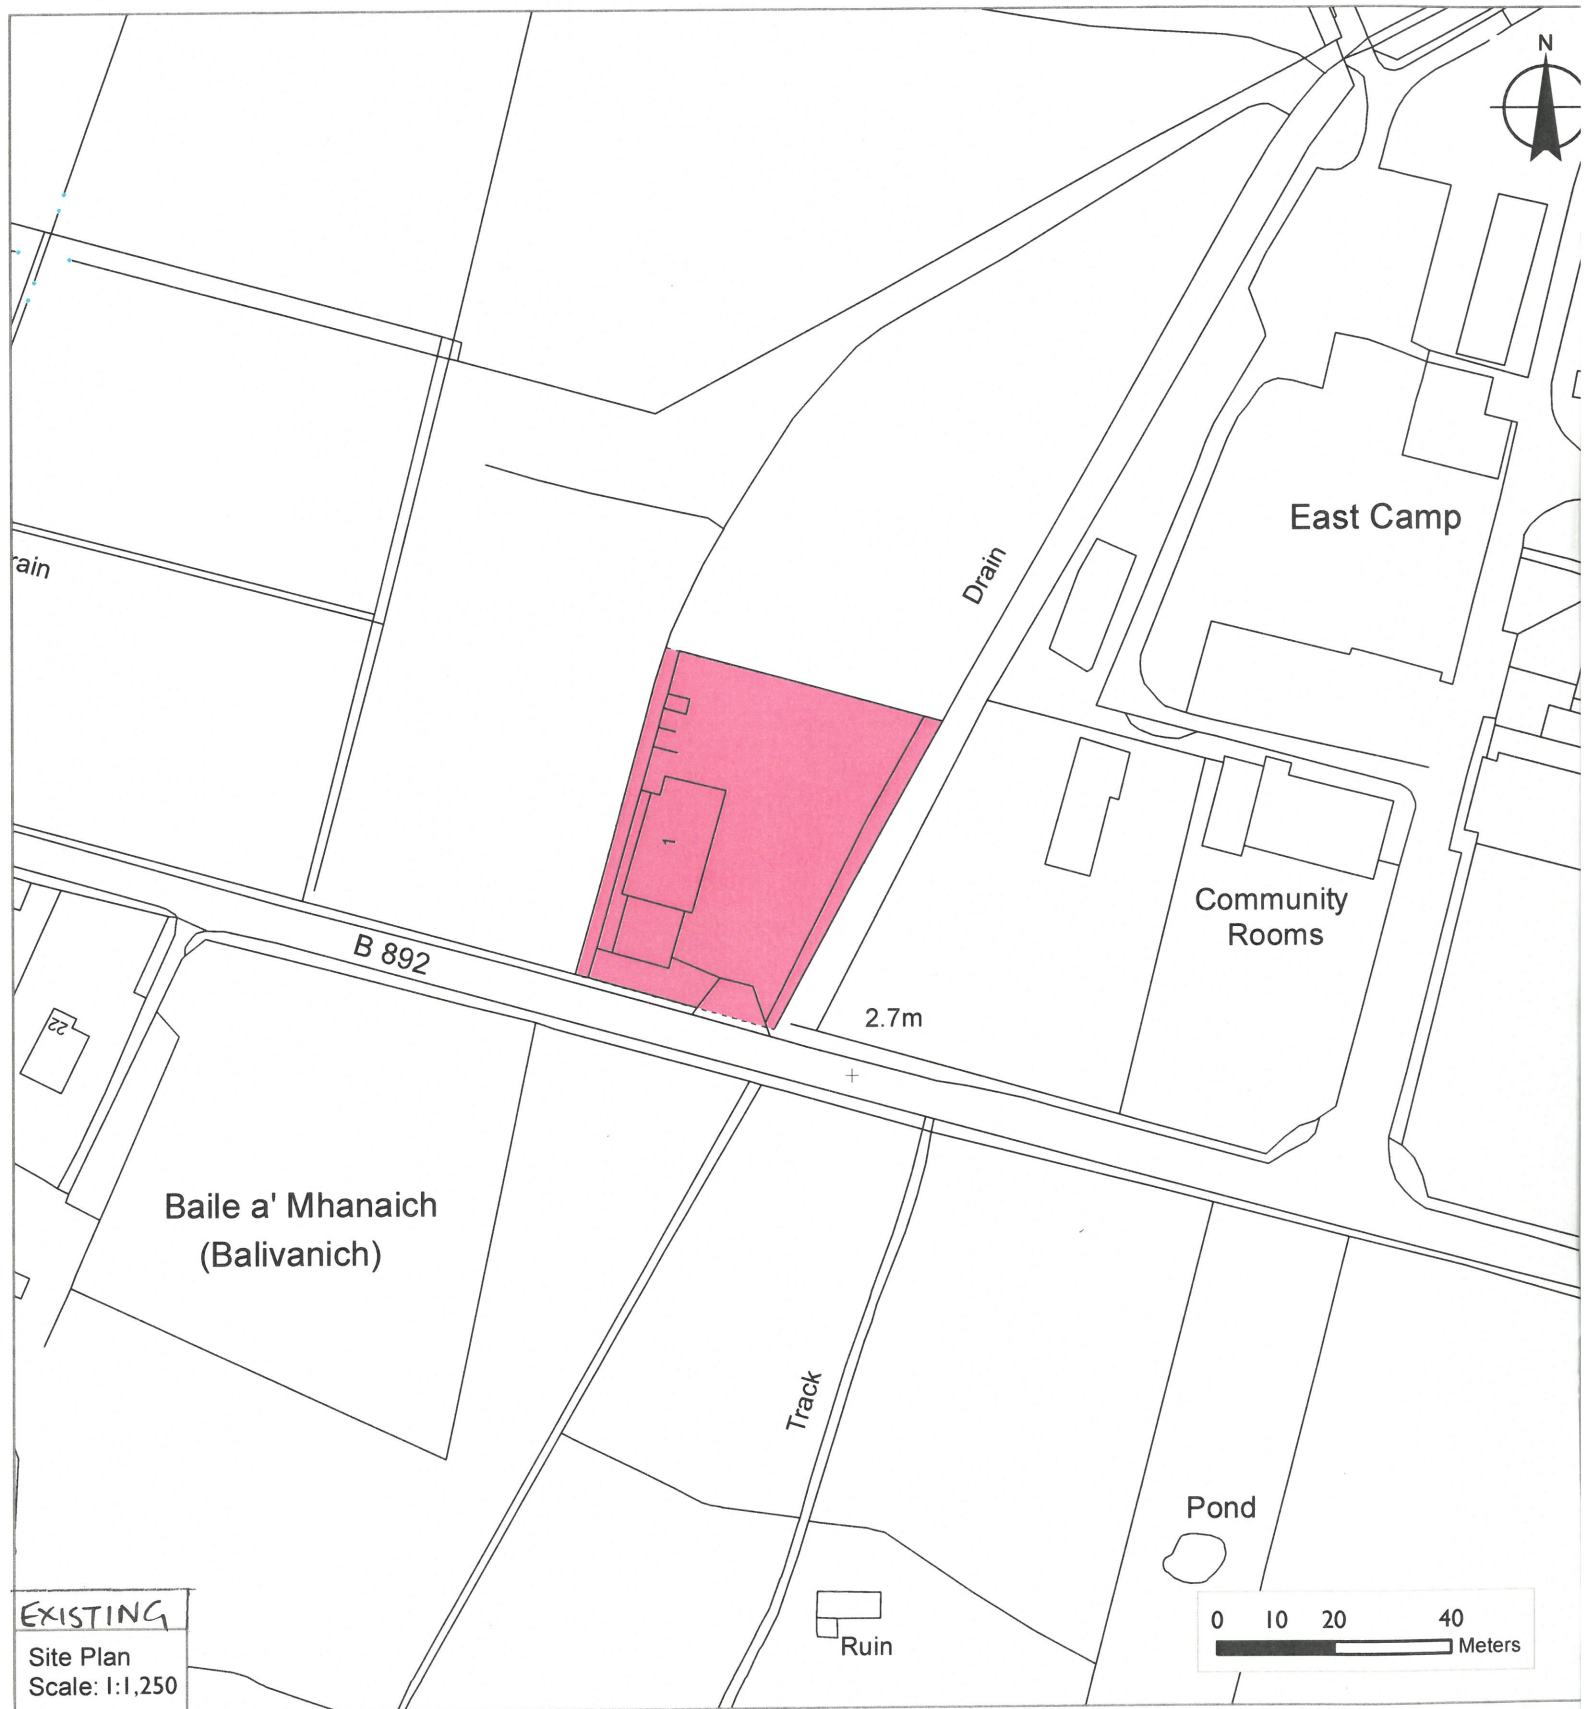 N
East Camp
Drain
rain
1
Community
Rooms
B 892
2.7m
22
Baile a' Mhanaich
(Balivanich)
Track
Pond
Ruin
EXISTING
Site Plan
Scale: 1:1,250
0 10 20 40
Meters